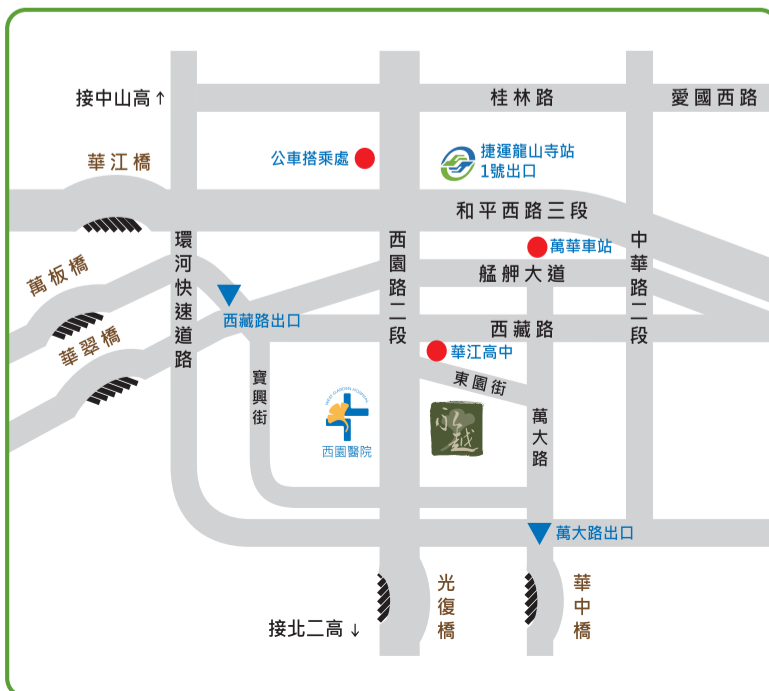 接中山高↑
桂林路
愛國西路
公車搭乘處
捷運龍山寺站
1號出口
華江橋
和平西路三段
萬華車站
環河快速道路
西園路二段
中華路二段
萬板橋
艋舺大道
西藏路出口
西藏路
華翠橋
華江高中
東園街
寶興街
WEST GARDEN HOSPITAL
西園醫院
永越
萬大路
萬大路出口
光復橋
華中橋
接北二高↓